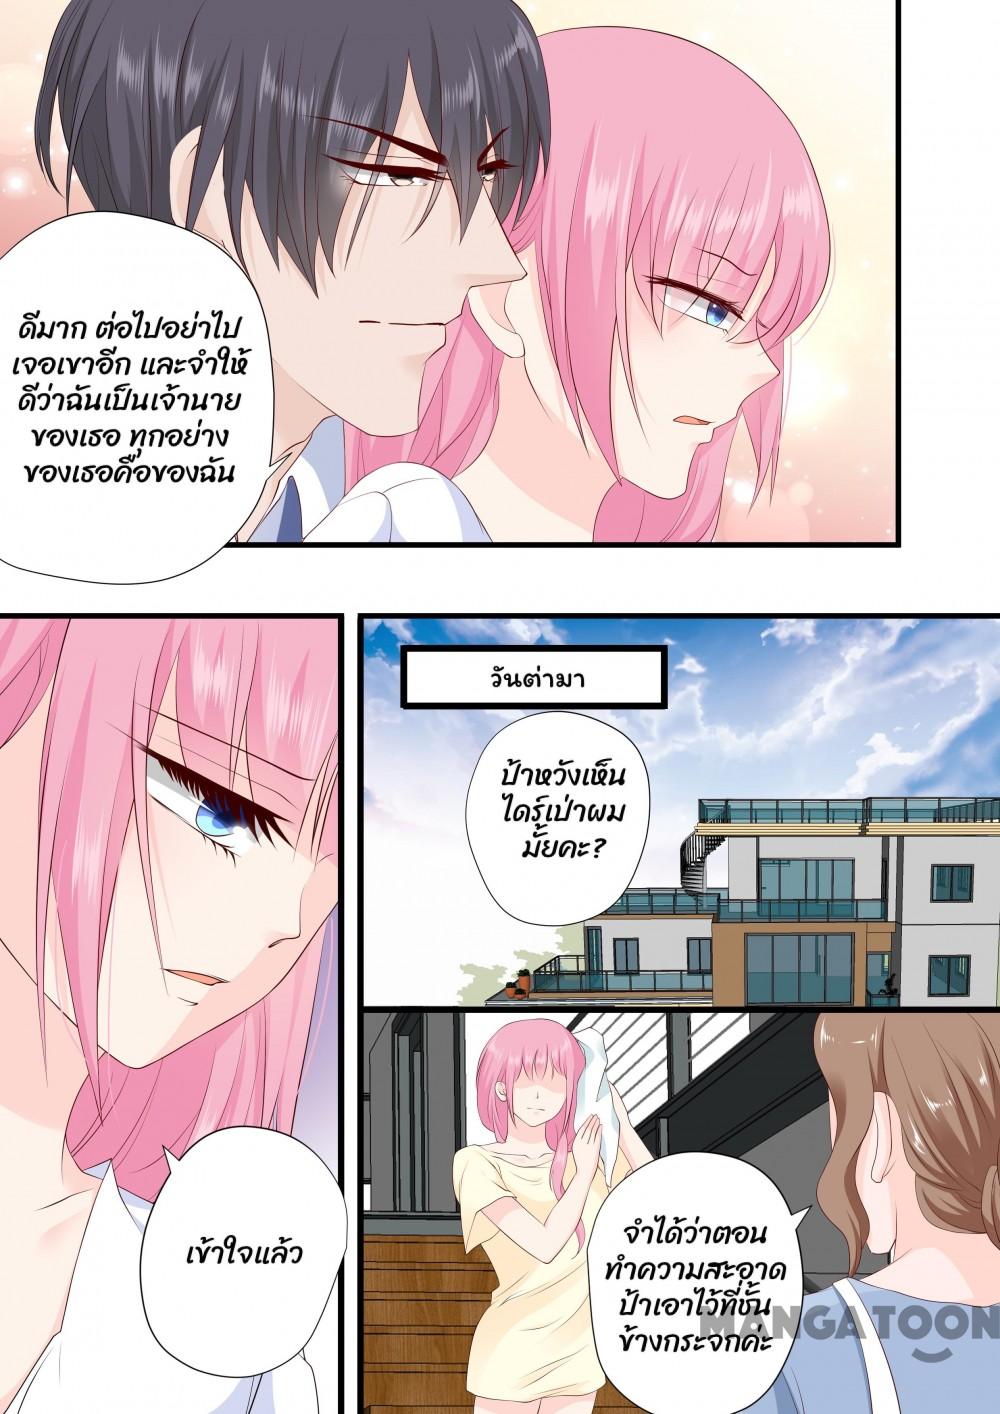 ดีมาก ต่อไปอย่าไป
เจอเขาอีก และจำให้
ดีว่าฉันเป็นเจ้านาย
ของเธอ ทุกอย่าง
ของเธอคือของฉัน
เข้าใจแล้ว
วันต่ามา
ป้าหวังเห็น
ไดร์เป่าผม
มั้ยคะ?
จำได้ว่าตอน
ทำความสะอาด
ป้าเอาไว้ที่ชั้น
ข้างกระจกค่ะ
MANGATOON